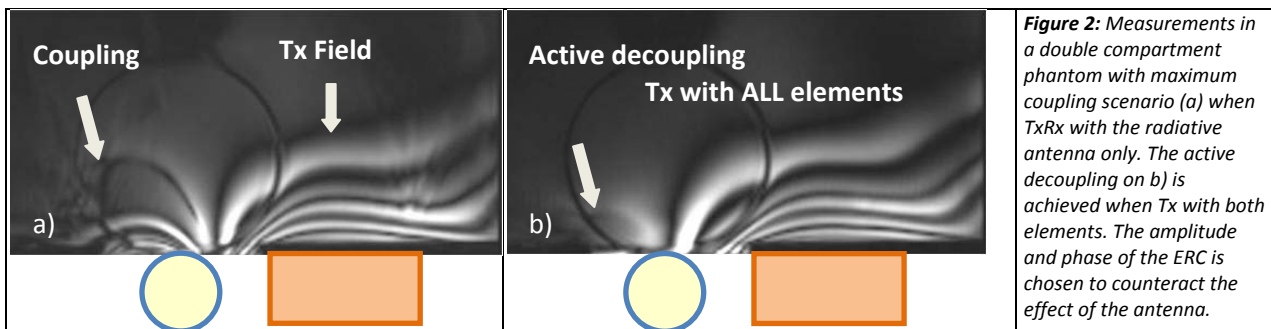 Coupling
Tx Field
a)
Active decoupling
Tx with ALL elements
b)
Figure 2: Measurements in
a double compartment
phantom with maximum
coupling scenario (a) when
TxRx with the radiative
antenna only. The active
decoupling on b) is
achieved when Tx with both
elements. The amplitude
and phase of the ERC is
chosen to counteract the
effect of the antenna.